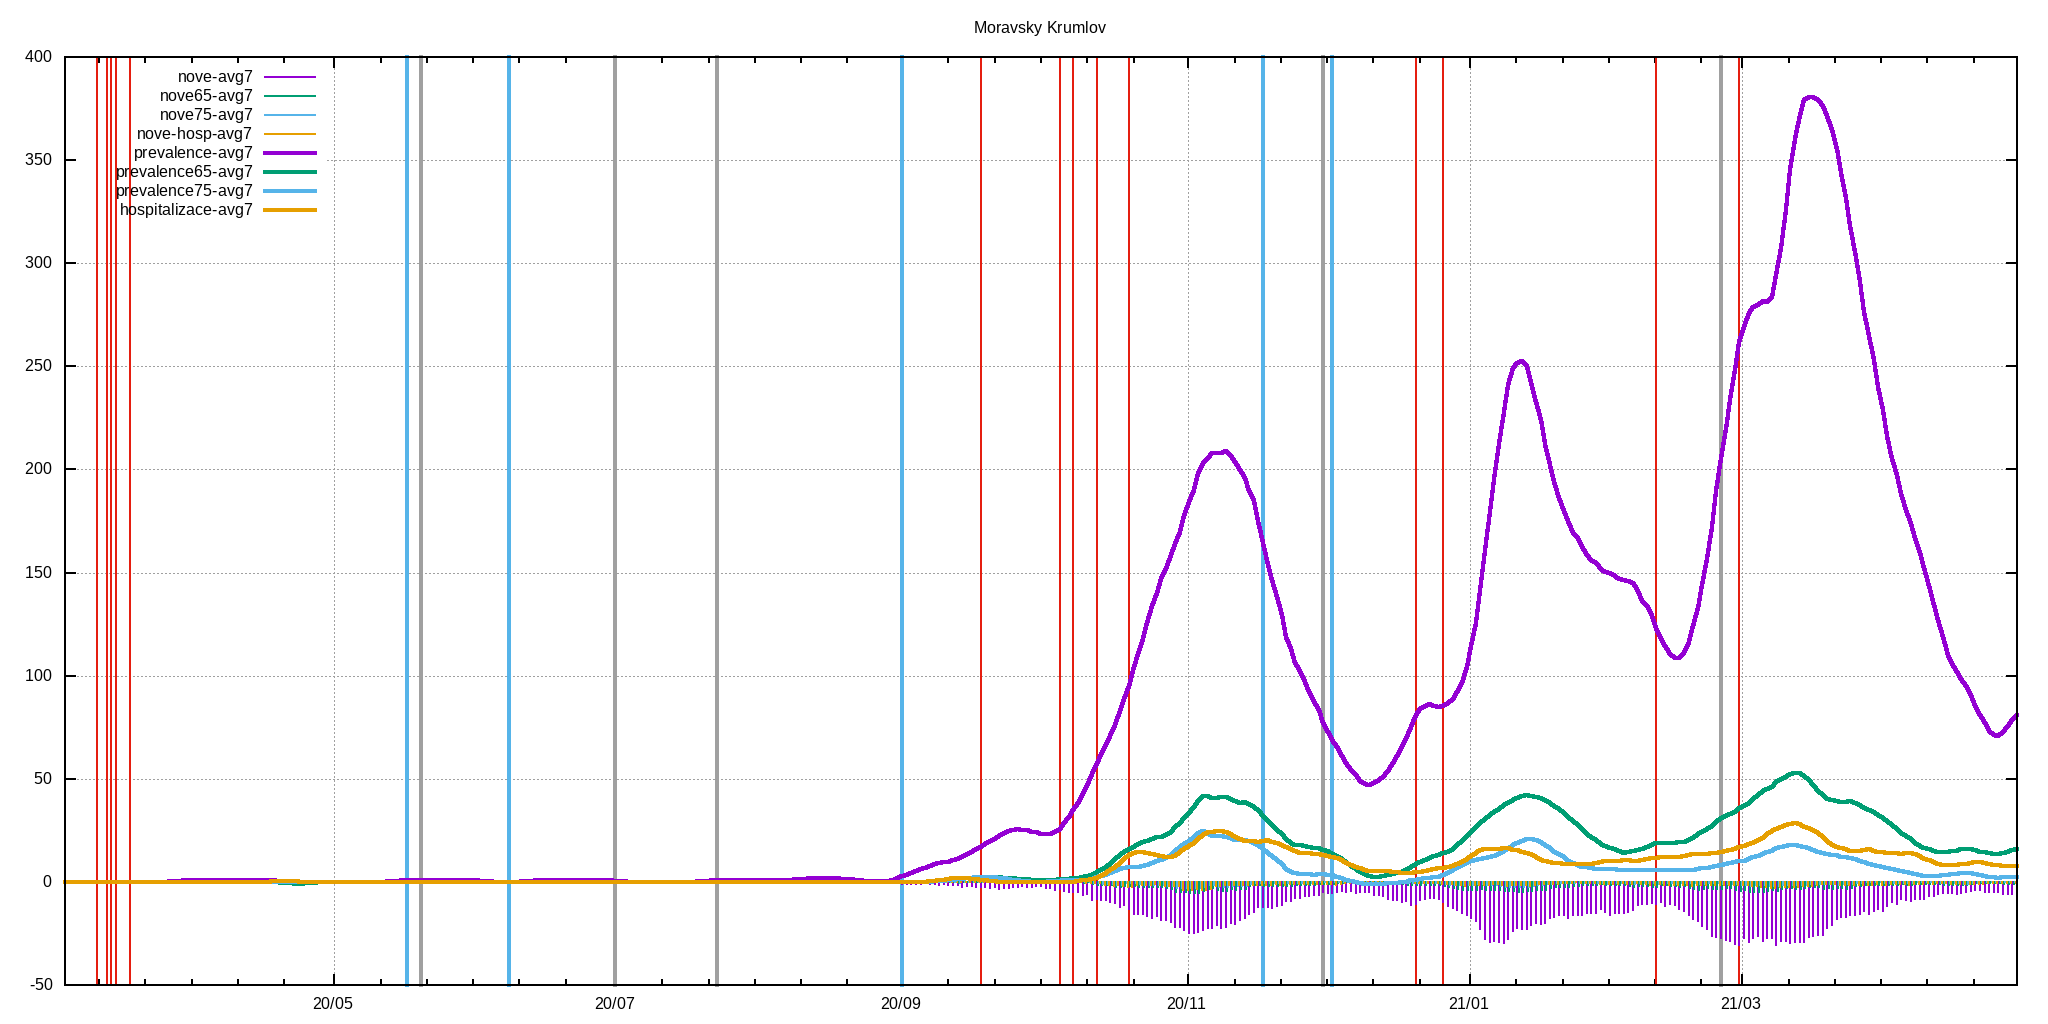 Moravsky Krumlov
400
350
300
250
200
150
100
50
0
-50
nove-avg7
nove65-avg7
nove75-avg7
nove-hosp-avg7
prevalence-avg7
prevalence65-avg7
prevalence75-avg7
hospitalizace-avg7
20/05
20/07
20/09
20/11
21/01
21/03